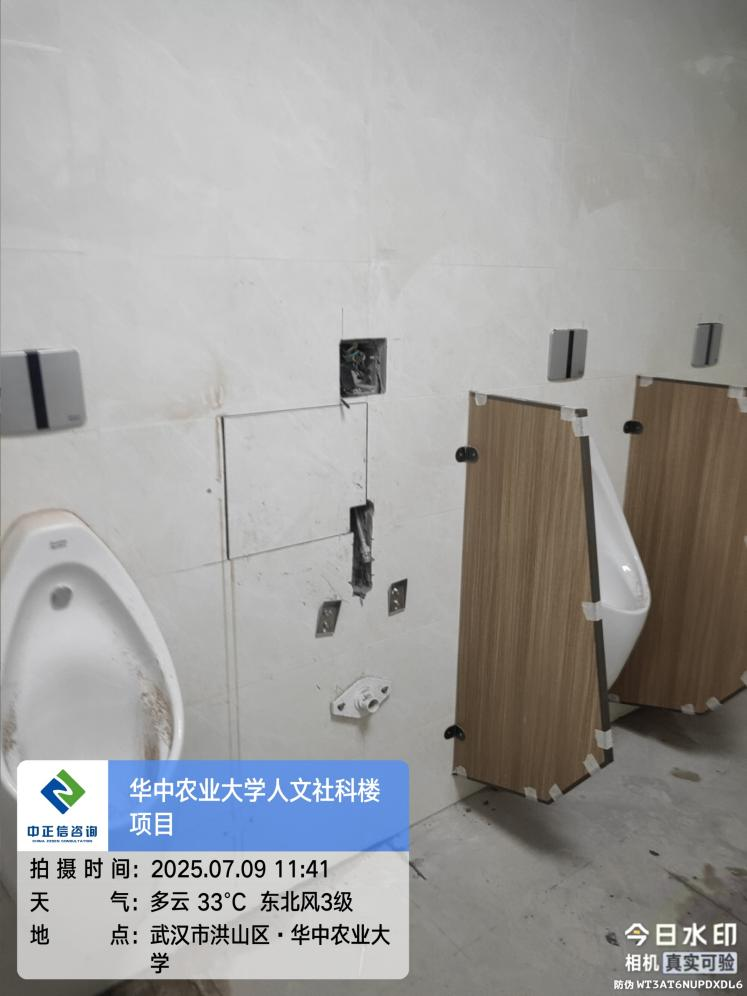 中正信咨询
CHINA ZESEN CONSULTATION
华中农业大学人文社科楼
项目
拍摄时间：2025.07.09 11:41
天气：多云 33°C 东北风3级
地点：武汉市洪山区·华中农业大
学
今日水印
相机 真实可验
防伪 WT3AT6NUPDXDL6